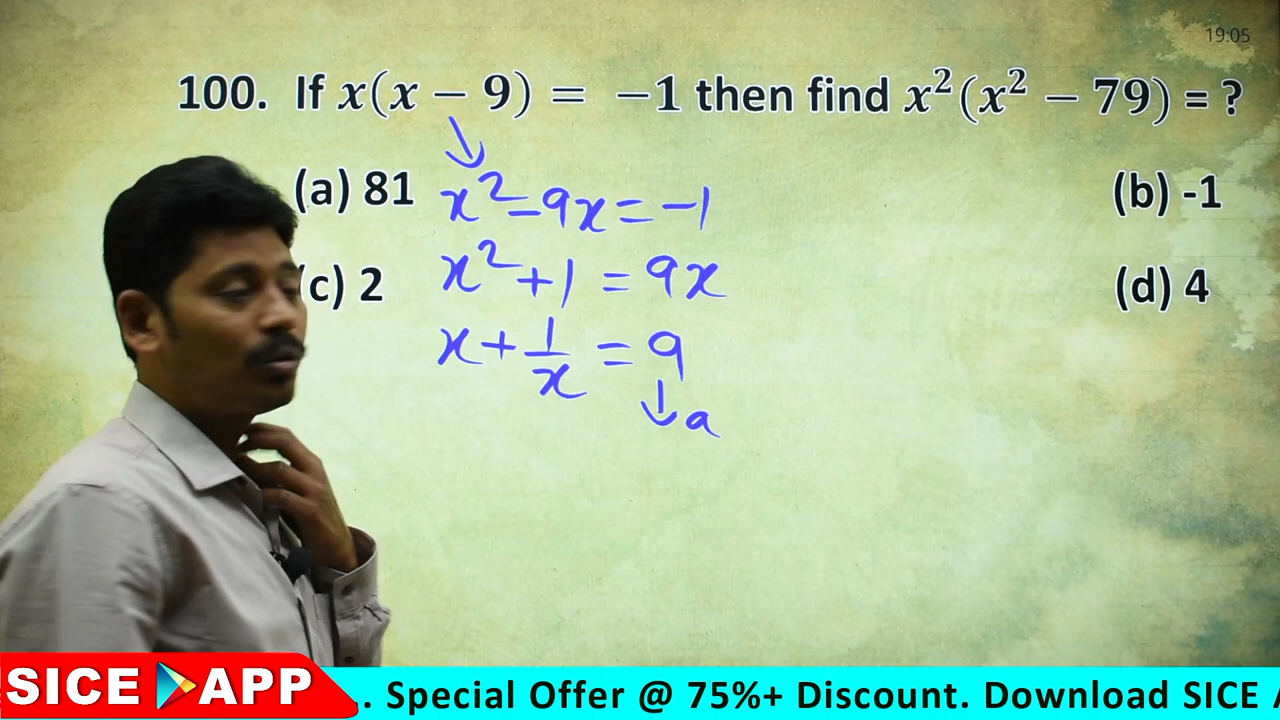 19:05
100. If x(x − 9) = −1 then find x²(x² − 79) = ?
(a) 81
(b) -1
x² − 9x = −1
(c) 2
x² + 1 = 9x
(d) 4
x + 1/x = 9
a
SICE APP
.. Special Offer @ 75%+ Discount. Download SICE